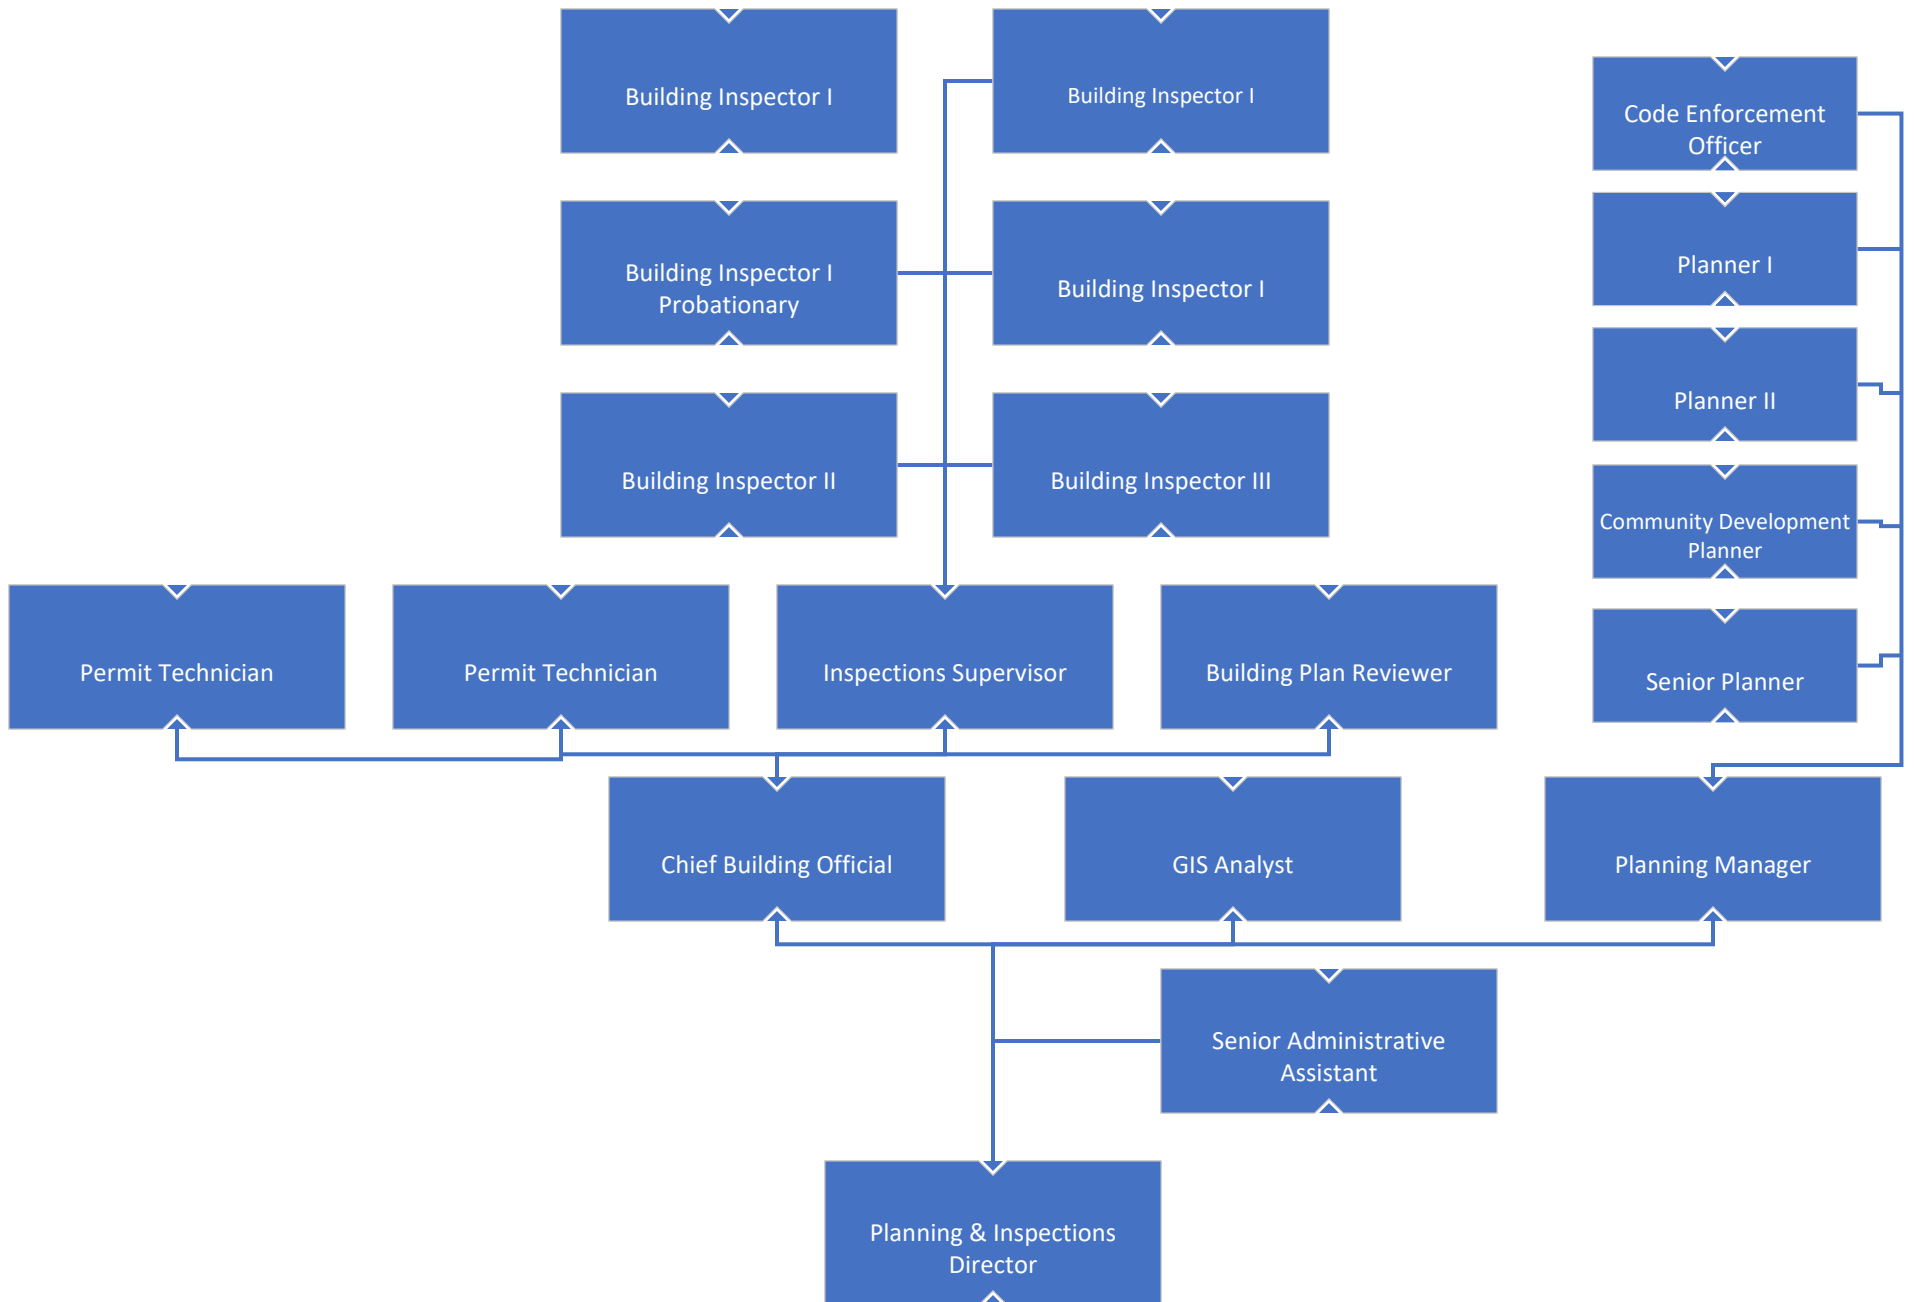 Building Inspector I
Building Inspector I
Code Enforcement
Officer
Building Inspector I
Probationary
Building Inspector I
Planner I
Planner II
Building Inspector II
Building Inspector III
Community Development
Planner
Permit Technician
Permit Technician
Inspections Supervisor
Building Plan Reviewer
Senior Planner
Chief Building Official
GIS Analyst
Planning Manager
Senior Administrative
Assistant
Planning & Inspections
Director